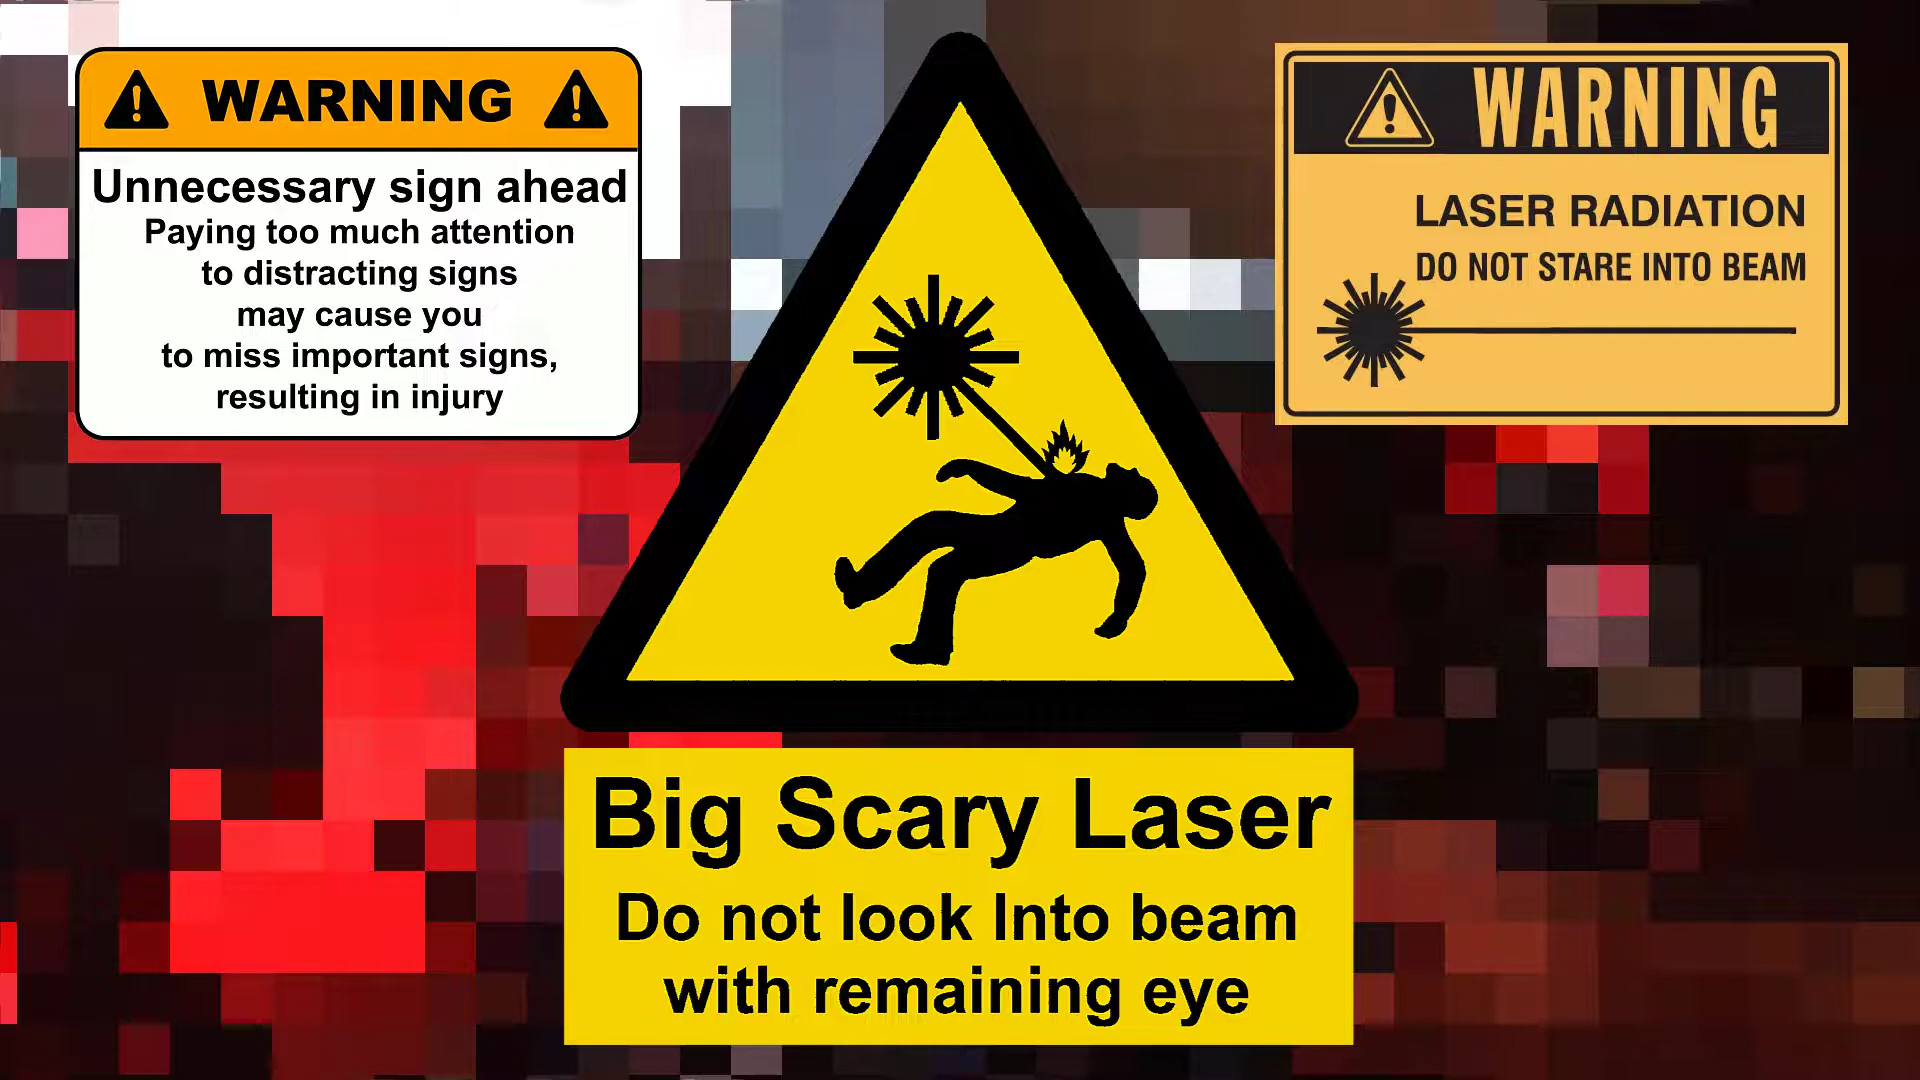 WARNING
Unnecessary sign ahead
Paying too much attention
to distracting signs
may cause you
to miss important signs,
resulting in injury
WARNING
LASER RADIATION
DO NOT STARE INTO BEAM
Big Scary Laser
Do not look Into beam
with remaining eye